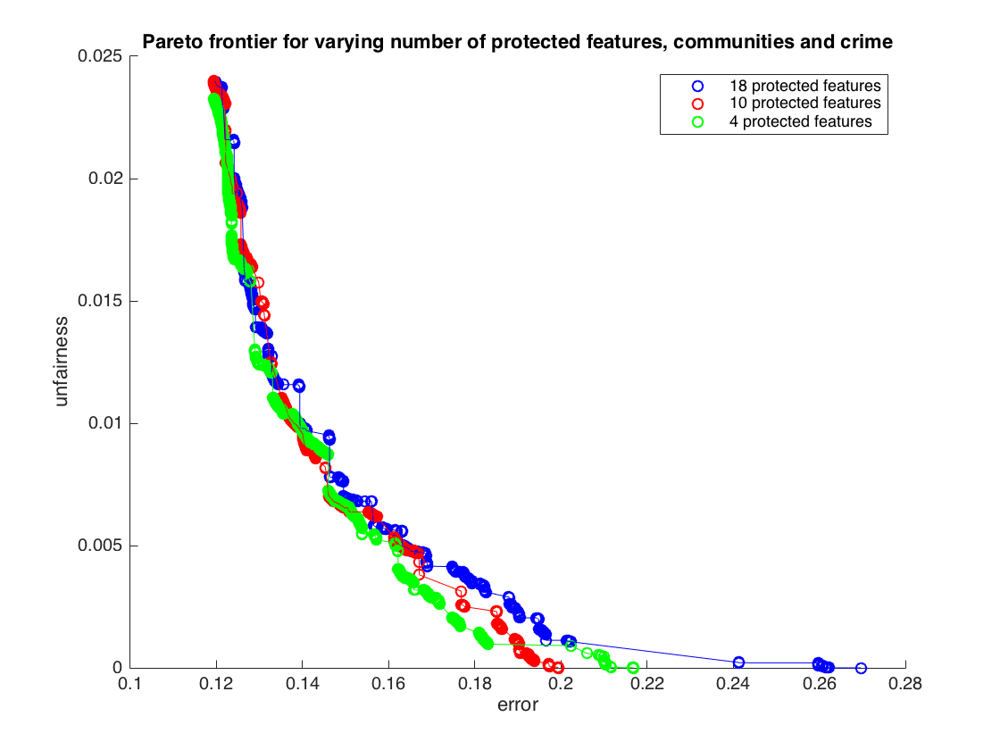 Pareto frontier for varying number of protected features, communities and crime
18 protected features
10 protected features
4 protected features
unfairness
0.025
0.02
0.015
0.01
0.005
0
0.1
0.12
0.14
0.16
0.18
0.2
0.22
0.24
0.26
0.28
error